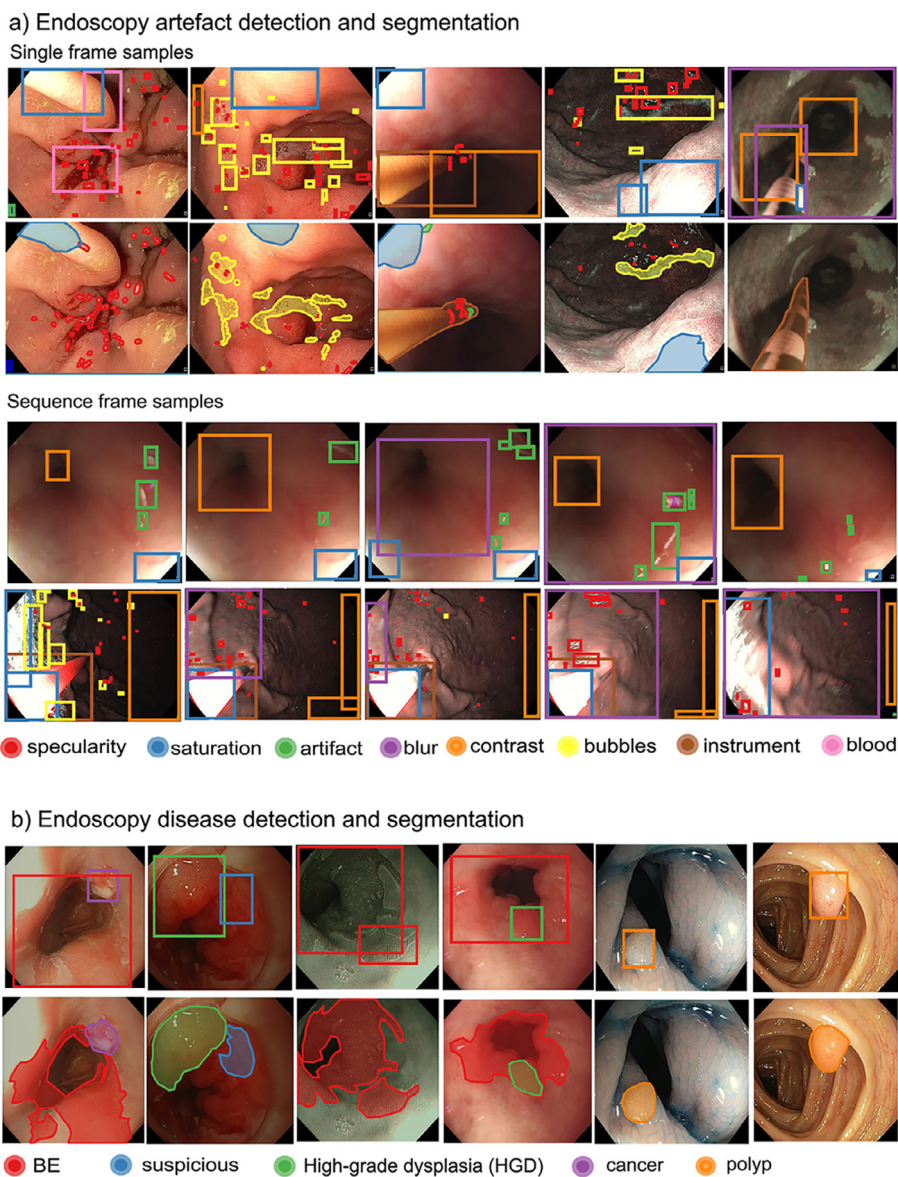 a) Endoscopy artefact detection and segmentation
Single frame samples
Sequence frame samples
specularity saturation artifact blur contrast bubbles instrument blood
b) Endoscopy disease detection and segmentation
BE suspicious High-grade dysplasia (HGD) cancer polyp